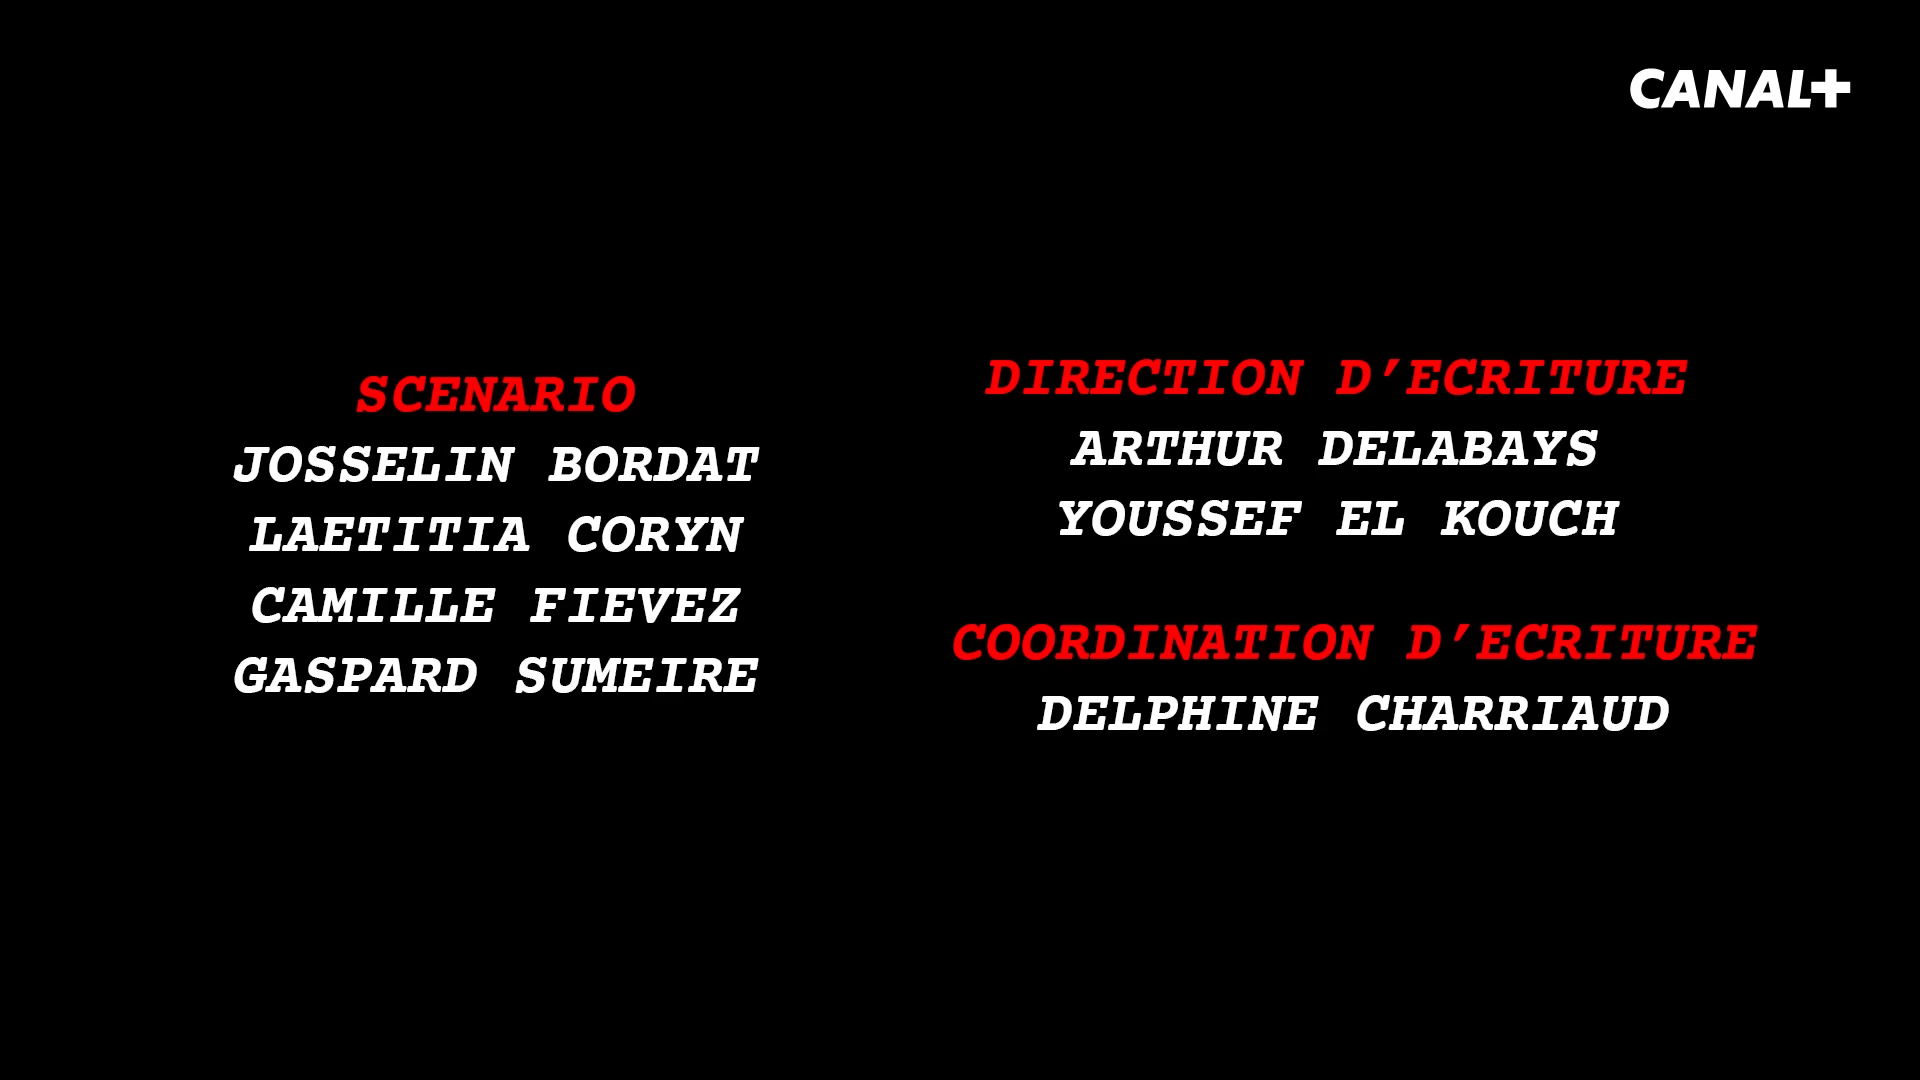 CANAL+
SCENARIO
JOSSELIN BORDAT
LAETITIA CORYN
CAMILLE FIEVEZ
GASPARD SUMEIRE
DIRECTION D’ECRITURE
ARTHUR DELABAYS
YOUSSEF EL KOUCH
COORDINATION D’ECRITURE
DELPHINE CHARRIAUD